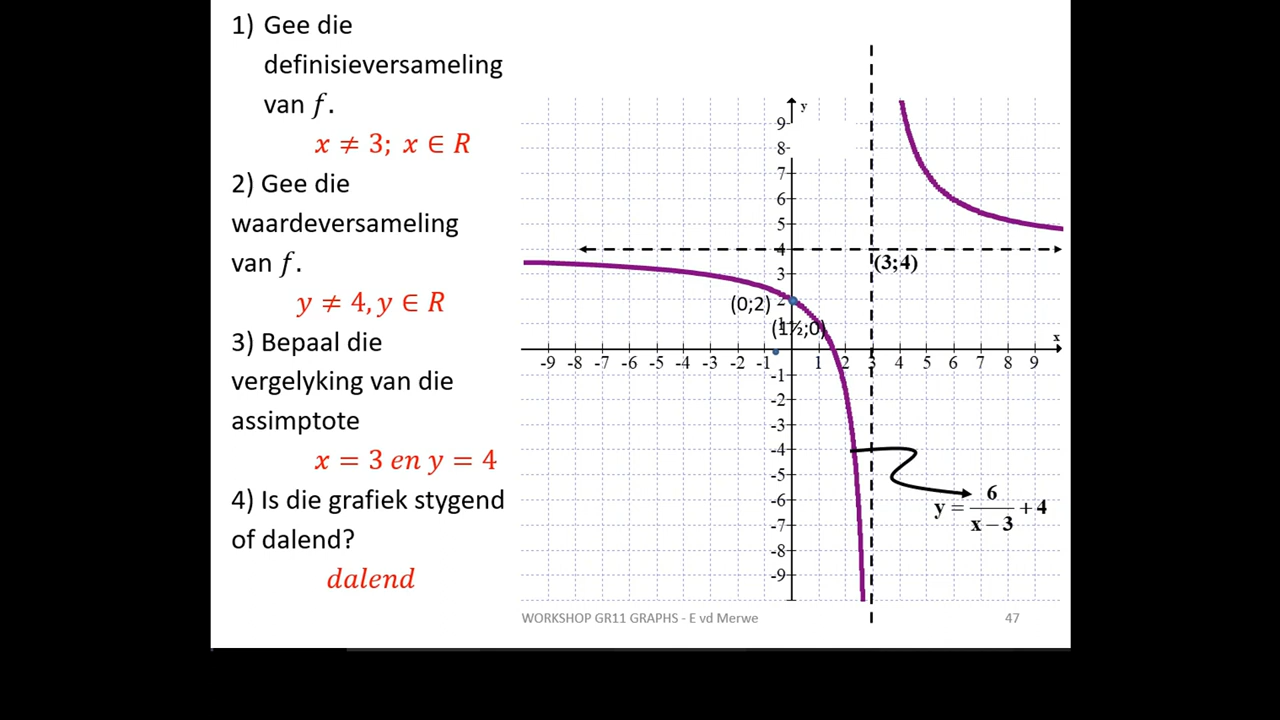 1) Gee die
definisieversameling
van f.
x ≠ 3; x ∈ R
2) Gee die
waardeversameling
van f.
y ≠ 4, y ∈ R
3) Bepaal die
vergelyking van die
assimptote
x = 3 en y = 4
4) Is die grafiek stygend
of dalend?
dalend
y
9
8
7
6
5
4
3
2
1
(3;4)
(0;2)
(1½;0)
x
-9 -8 -7 -6 -5 -4 -3 -2 -1 1 2 3 4 5 6 7 8 9
-1
-2
-3
-4
-5
-6
-7
-8
-9
y = 6/(x – 3) + 4
WORKSHOP GR11 GRAPHS - E vd Merwe 47